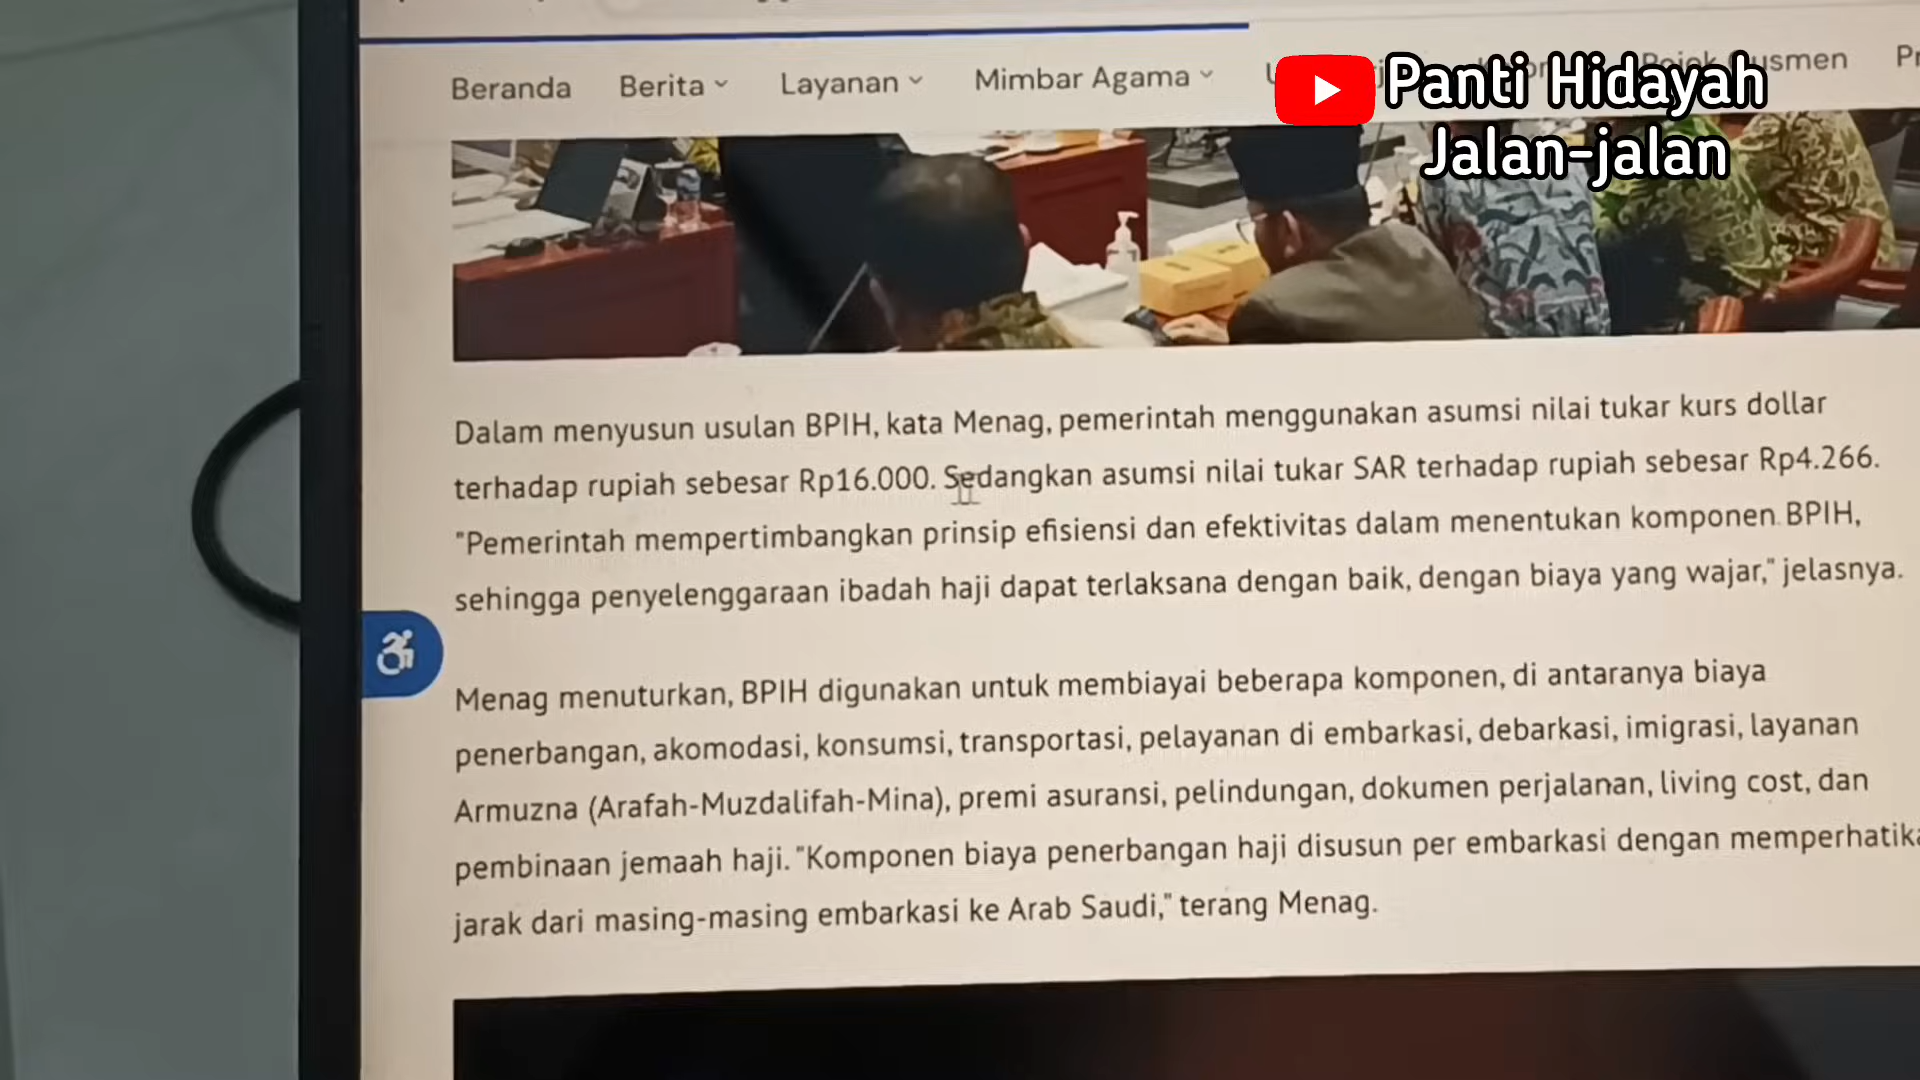 Beranda Berita Layanan Mimbar Agama
Panti Hidayah
Jalan-jalan
Dalam menyusun usulan BPIH, kata Menag, pemerintah menggunakan asumsi nilai tukar kurs dollar
terhadap rupiah sebesar Rp16.000. Sedangkan asumsi nilai tukar SAR terhadap rupiah sebesar Rp4.266.
"Pemerintah mempertimbangkan prinsip efisiensi dan efektivitas dalam menentukan komponen BPIH,
sehingga penyelenggaraan ibadah haji dapat terlaksana dengan baik, dengan biaya yang wajar," jelasnya.
Menag menuturkan, BPIH digunakan untuk membiayai beberapa komponen, di antaranya biaya
penerbangan, akomodasi, konsumsi, transportasi, pelayanan di embarkasi, debarkasi, imigrasi, layanan
Armuzna (Arafah-Muzdalifah-Mina), premi asuransi, pelindungan, dokumen perjalanan, living cost, dan
pembinaan jemaah haji. "Komponen biaya penerbangan haji disusun per embarkasi dengan memperhatika
jarak dari masing-masing embarkasi ke Arab Saudi," terang Menag.